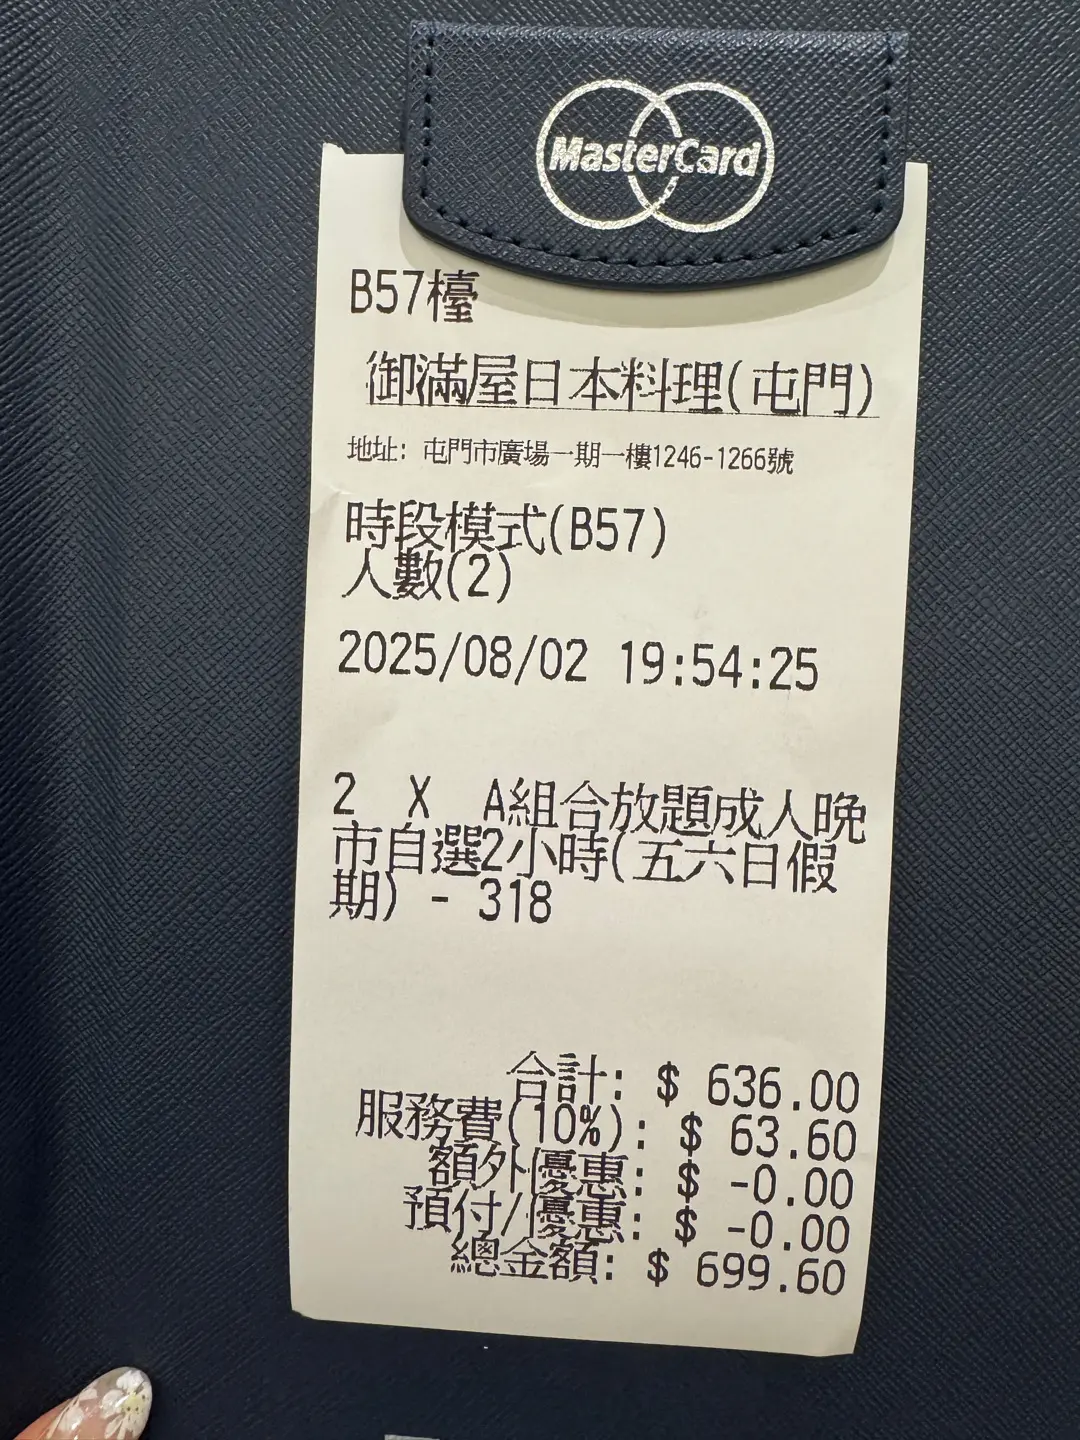 MasterCard
B57檯
御滿屋日本料理(屯門)
地址: 屯門市廣場一期一樓1246-1266號
時段模式(B57)
人數(2)
2025/08/02 19:54:25
2 X A組合放題成人晚
市自選2小時(五六日假
期) - 318
合計: $ 636.00
服務費(10%): $ 63.60
額外優惠: $ -0.00
預付/優惠: $ -0.00
總金額: $ 699.60